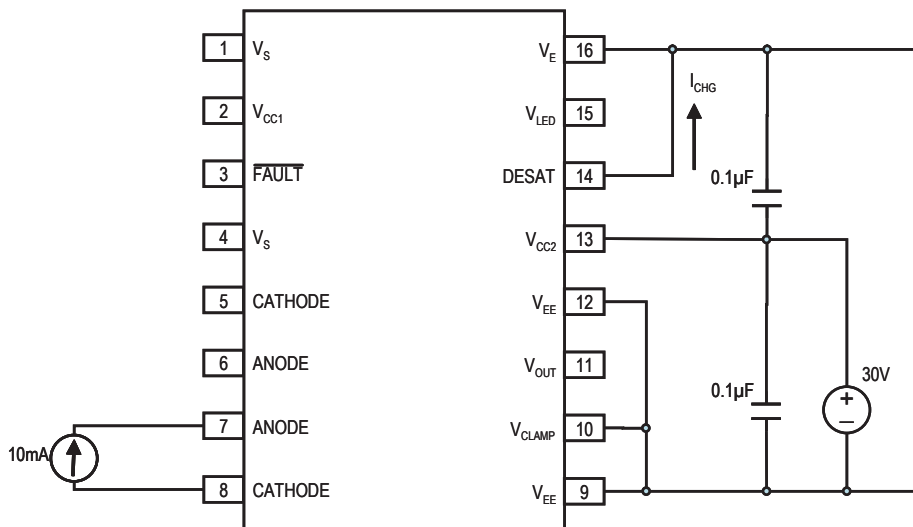 1 V_S V_E 16
I_CHG
2 V_CC1 V_LED 15
3 FAULT DESAT 14
0.1µF
4 V_S V_CC2 13
5 CATHODE V_EE 12
6 ANODE V_OUT 11
30V
0.1µF
+
7 ANODE V_CLAMP 10
–
10mA
8 CATHODE V_EE 9